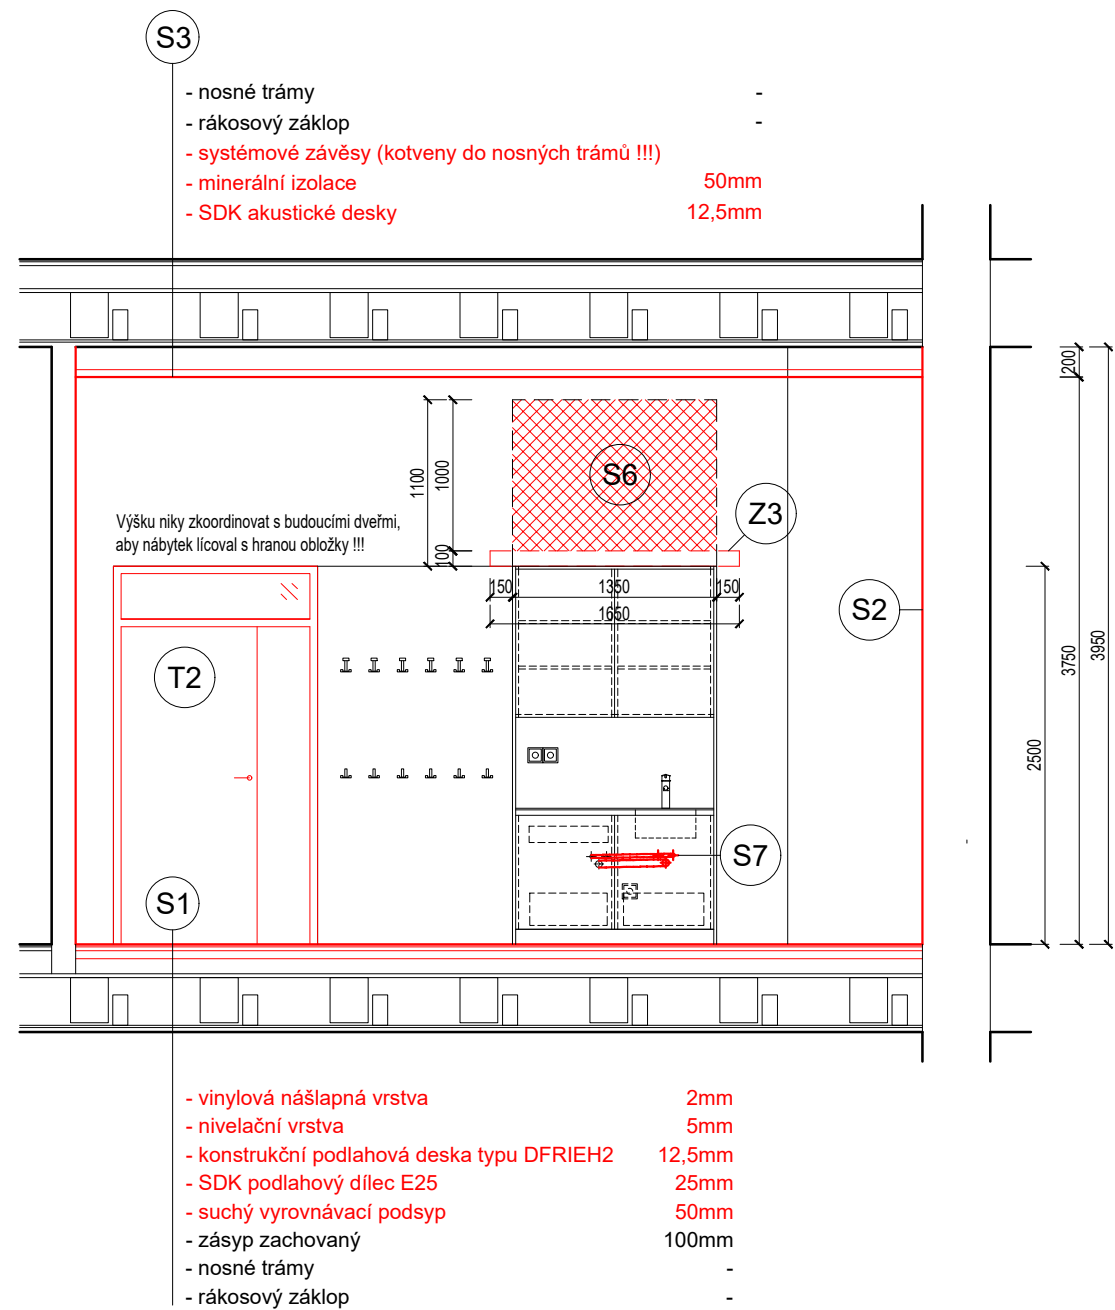 S3
- nosné trámy -
- rákosový záklop -
- systémové závěsy (kotveny do nosných trámů !!!)
- minerální izolace 50mm
- SDK akustické desky 12,5mm
200
1100
1000
100
S6
Z3
Výšku niky zkoordinovat s budoucími dveřmi,
aby nábytek lícoval s hranou obložky !!!
150 1350 150
1650
S2
T2
3750
3950
2500
S7
S1
- vinylová nášlapná vrstva 2mm
- nivelační vrstva 5mm
- konstrukční podlahová deska typu DFRIEH2 12,5mm
- SDK podlahový dílec E25 25mm
- suchý vyrovnávací podsyp 50mm
- zásyp zachovaný 100mm
- nosné trámy -
- rákosový záklop -